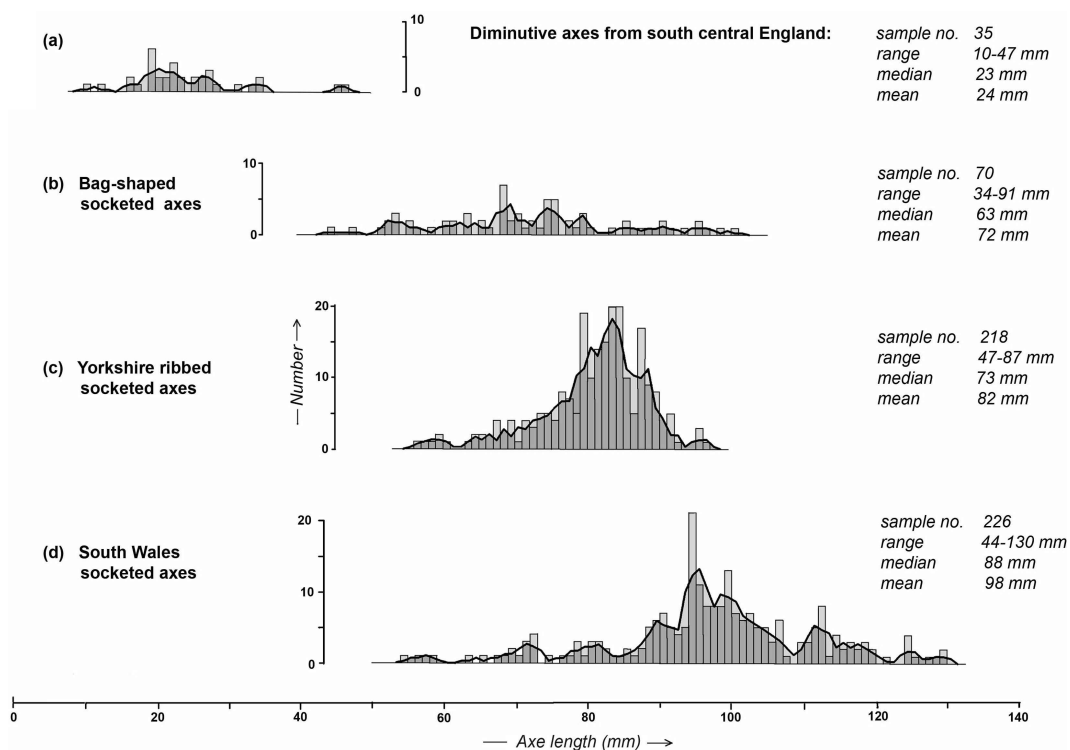 (a)
10
0
Diminutive axes from south central England:
sample no. 35
range 10-47 mm
median 23 mm
mean 24 mm
(b) Bag-shaped
socketed axes
10
0
sample no. 70
range 34-91 mm
median 63 mm
mean 72 mm
(c) Yorkshire ribbed
socketed axes
20
10
0
— Number →
sample no. 218
range 47-87 mm
median 73 mm
mean 82 mm
(d) South Wales
socketed axes
20
10
0
sample no. 226
range 44-130 mm
median 88 mm
mean 98 mm
0 20 40 60 80 100 120 140
— Axe length (mm) →